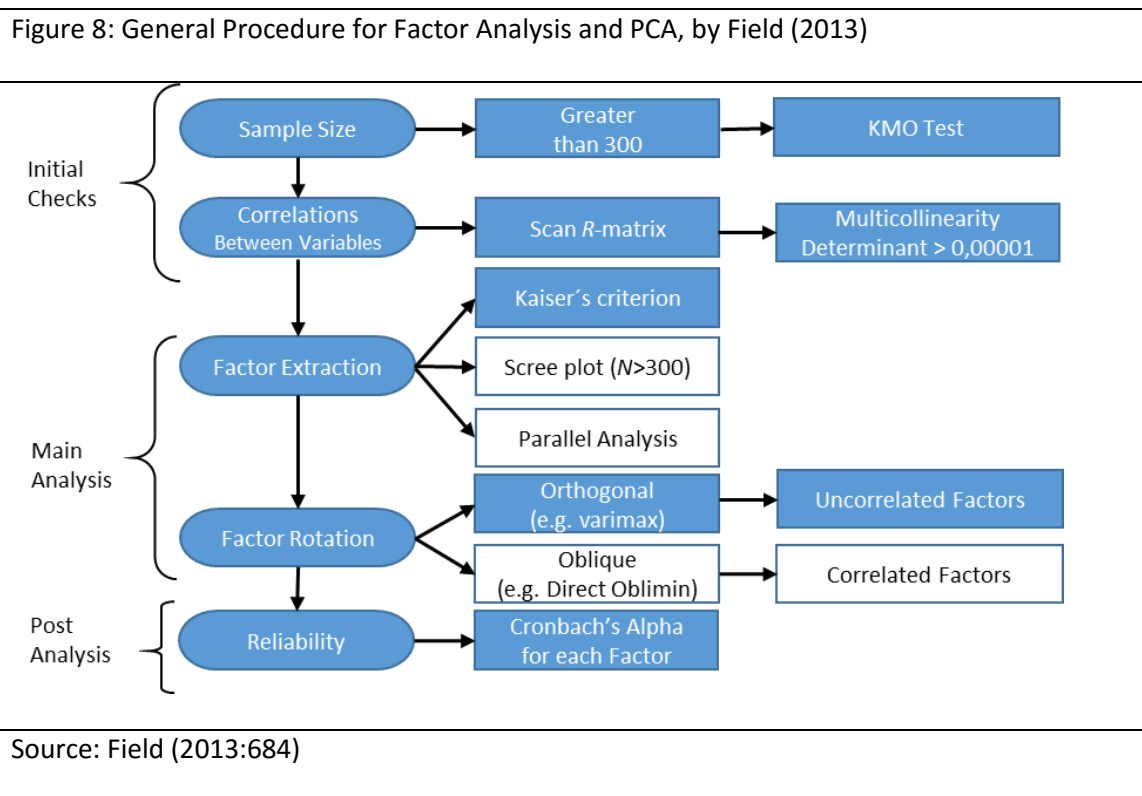 Figure 8: General Procedure for Factor Analysis and PCA, by Field (2013)
Initial
Checks
Sample Size
Greater
than 300
KMO Test
Correlations
Between Variables
Scan R-matrix
Multicollinearity
Determinant > 0,00001
Main
Analysis
Factor Extraction
Kaiser´s criterion
Scree plot (N>300)
Parallel Analysis
Factor Rotation
Orthogonal
(e.g. varimax)
Uncorrelated Factors
Oblique
(e.g. Direct Oblimin)
Correlated Factors
Post
Analysis
Reliability
Cronbach’s Alpha
for each Factor
Source: Field (2013:684)